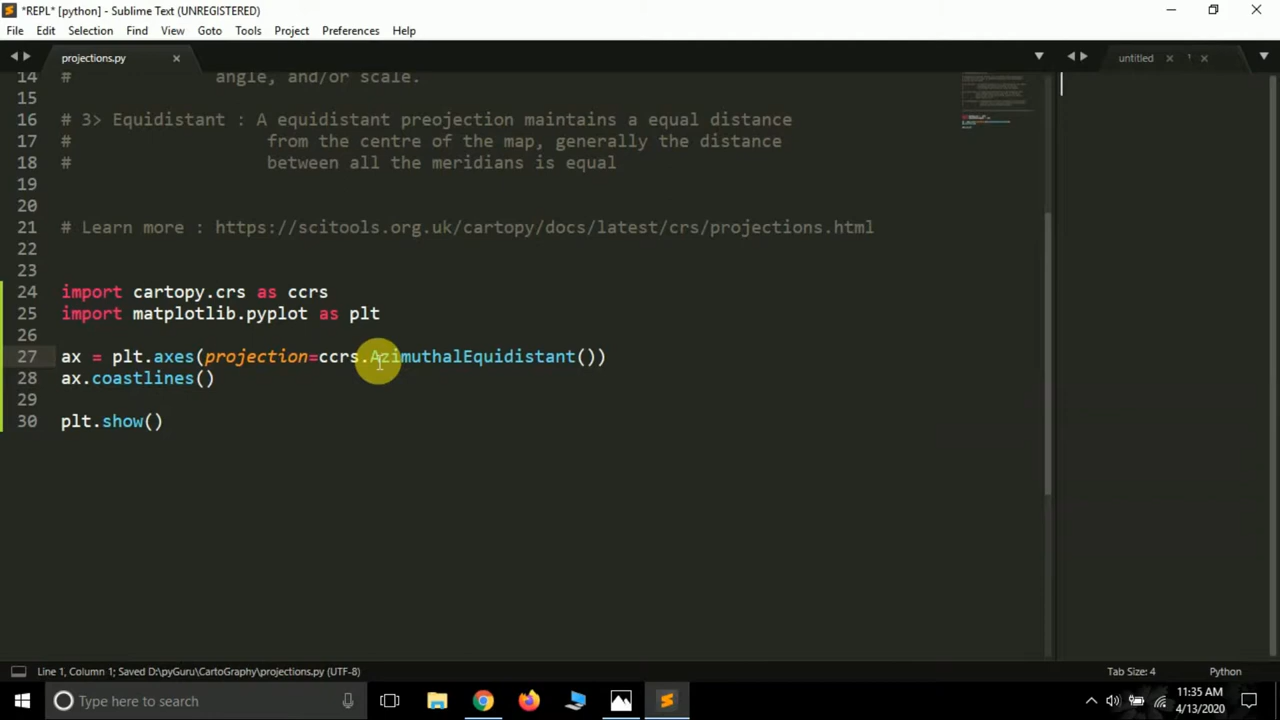 *REPL* [python] - Sublime Text (UNREGISTERED)
File Edit Selection Find View Goto Tools Project Preferences Help
projections.py
untitled
14 # angle, and/or scale.
15
16 # 3> Equidistant : A equidistant preojection maintains a equal distance
17 # from the centre of the map, generally the distance
18 # between all the meridians is equal
19
20
21 # Learn more : https://scitools.org.uk/cartopy/docs/latest/crs/projections.html
22
23
24 import cartopy.crs as ccrs
25 import matplotlib.pyplot as plt
26
27 ax = plt.axes(projection=ccrs.AzimuthalEquidistant())
28 ax.coastlines()
29
30 plt.show()
Line 1, Column 1; Saved D:\pyGuru\CartoGraphy\projections.py (UTF-8)
Tab Size: 4
Python
Type here to search
11:35 AM
4/13/2020